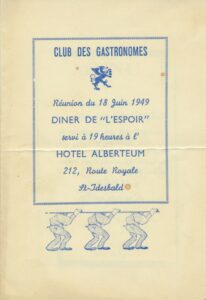 CLUB DES GASTRONOMES
Réunion du 18 Juin 1949
DINER DE "L'ESPOIR"
servi à 19 heures à l'
HOTEL ALBERTEUM
212, Route Royale
St-Idesbald